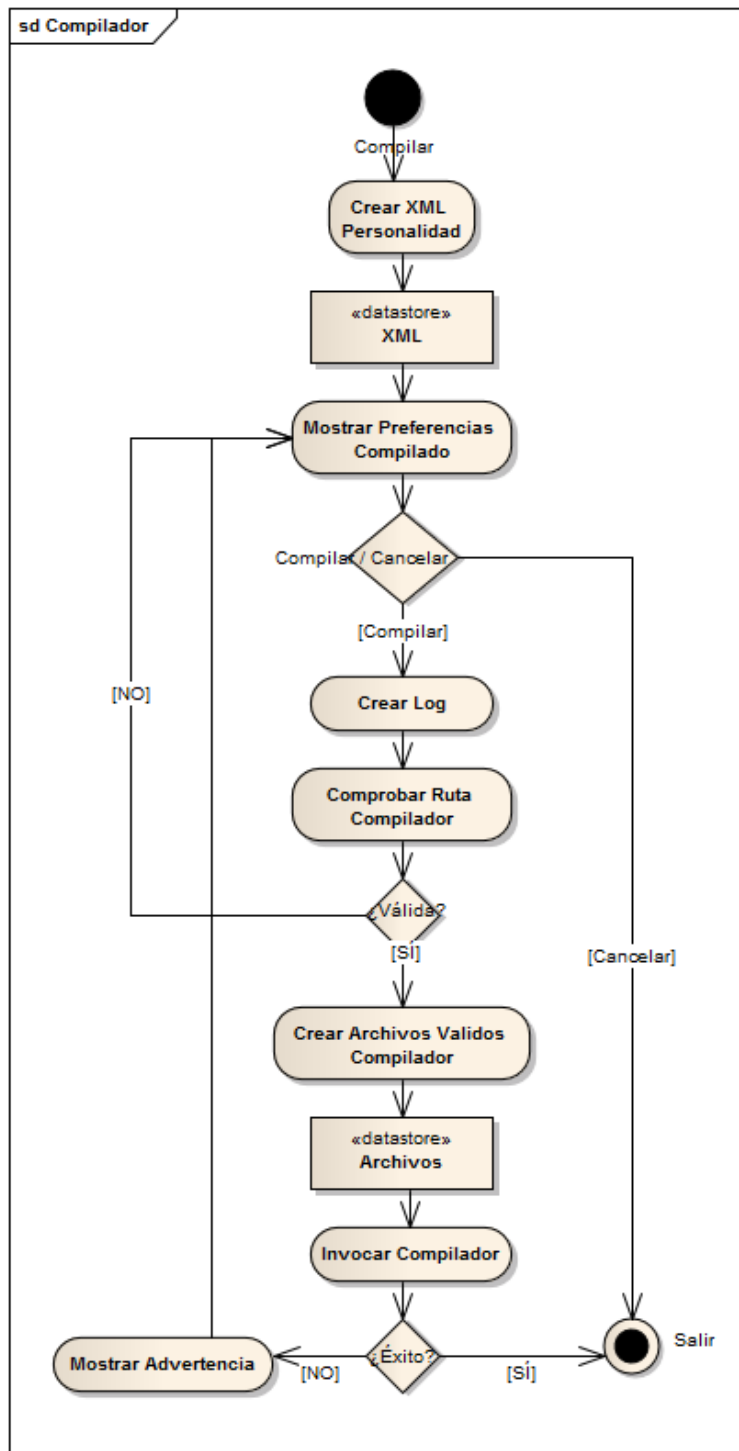 sd Compilador
Compilar
Crear XML
Personalidad
«datastore»
XML
Mostrar Preferencias
Compilado
Compilar / Cancelar
[Compilar]
[NO]
Crear Log
Comprobar Ruta
Compilador
¿Válida?
[SÍ]
[Cancelar]
Crear Archivos Validos
Compilador
«datastore»
Archivos
Invocar Compilador
Mostrar Advertencia
[NO]
¿Éxito?
[SÍ]
Salir